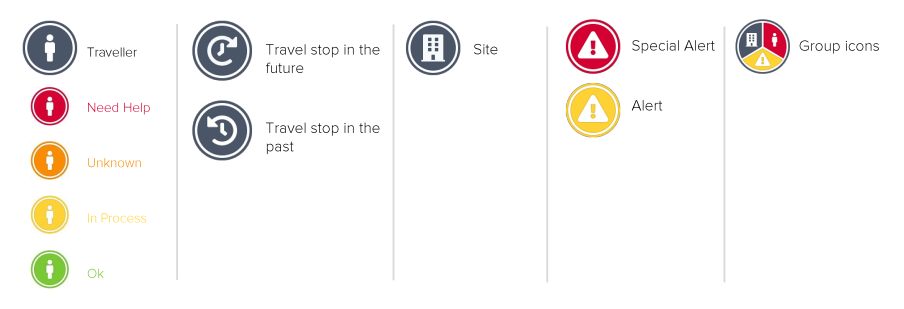 Traveller
Need Help
Unknown
In Process
Ok
Travel stop in the
future
Travel stop in the
past
Site
Special Alert
Alert
Group icons